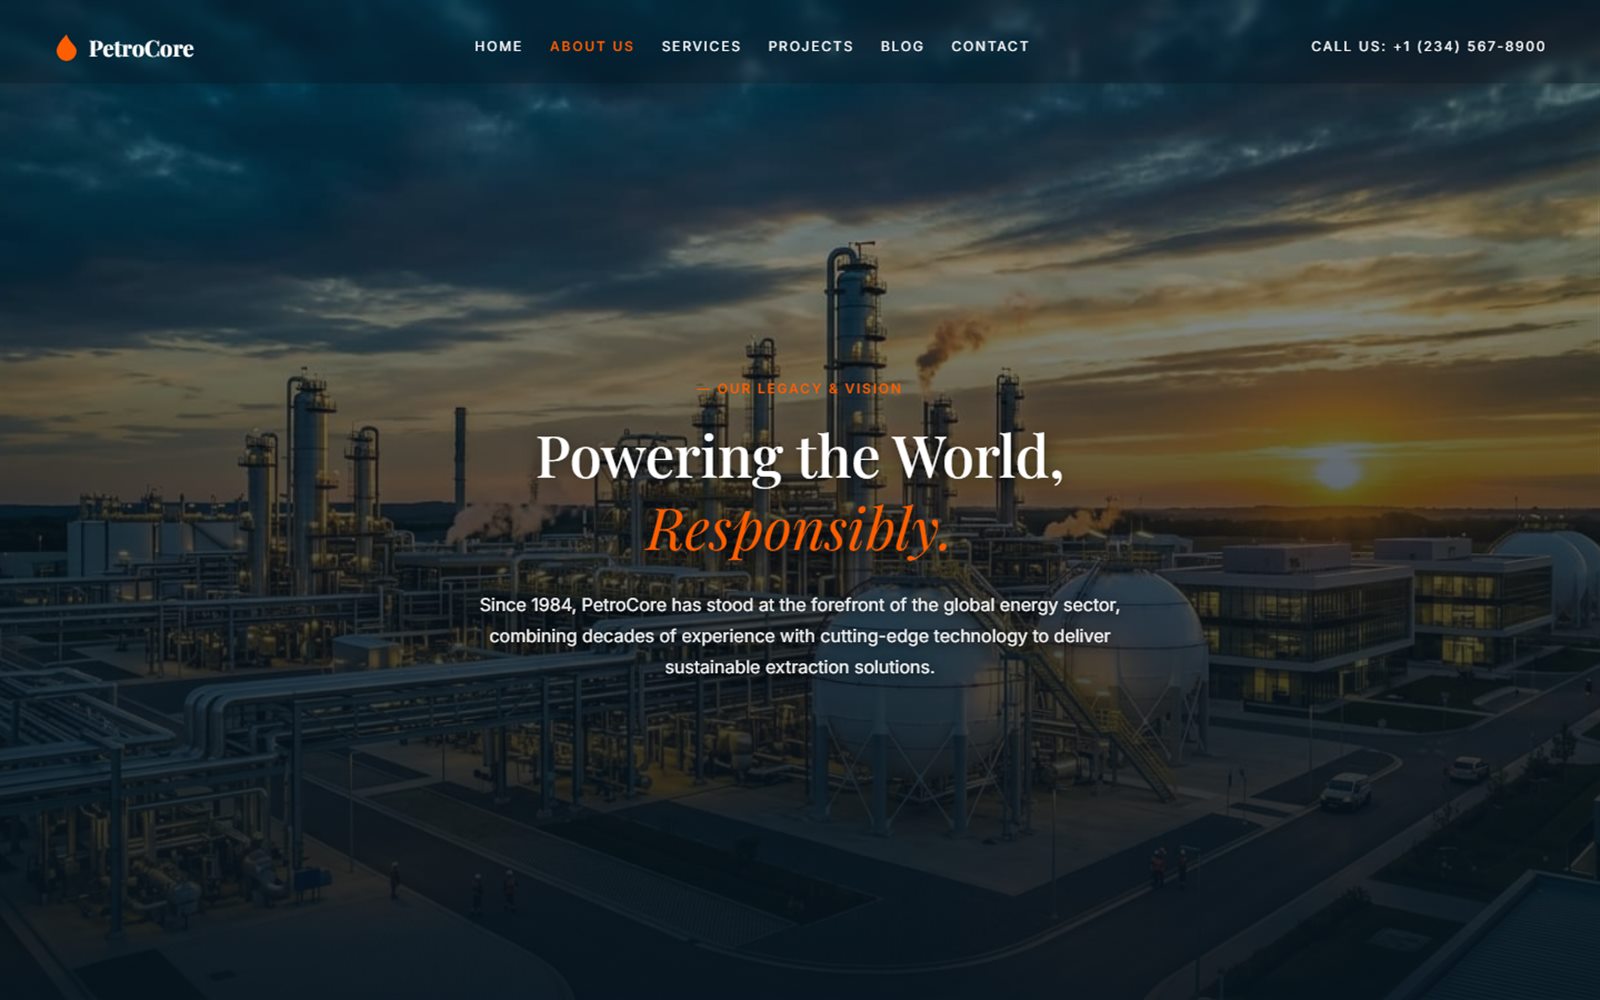 PetroCore
HOME ABOUT US SERVICES PROJECTS BLOG CONTACT
CALL US: +1 (234) 567-8900
— OUR LEGACY & VISION
Powering the World,
Responsibly.
Since 1984, PetroCore has stood at the forefront of the global energy sector,
combining decades of experience with cutting-edge technology to deliver
sustainable extraction solutions.